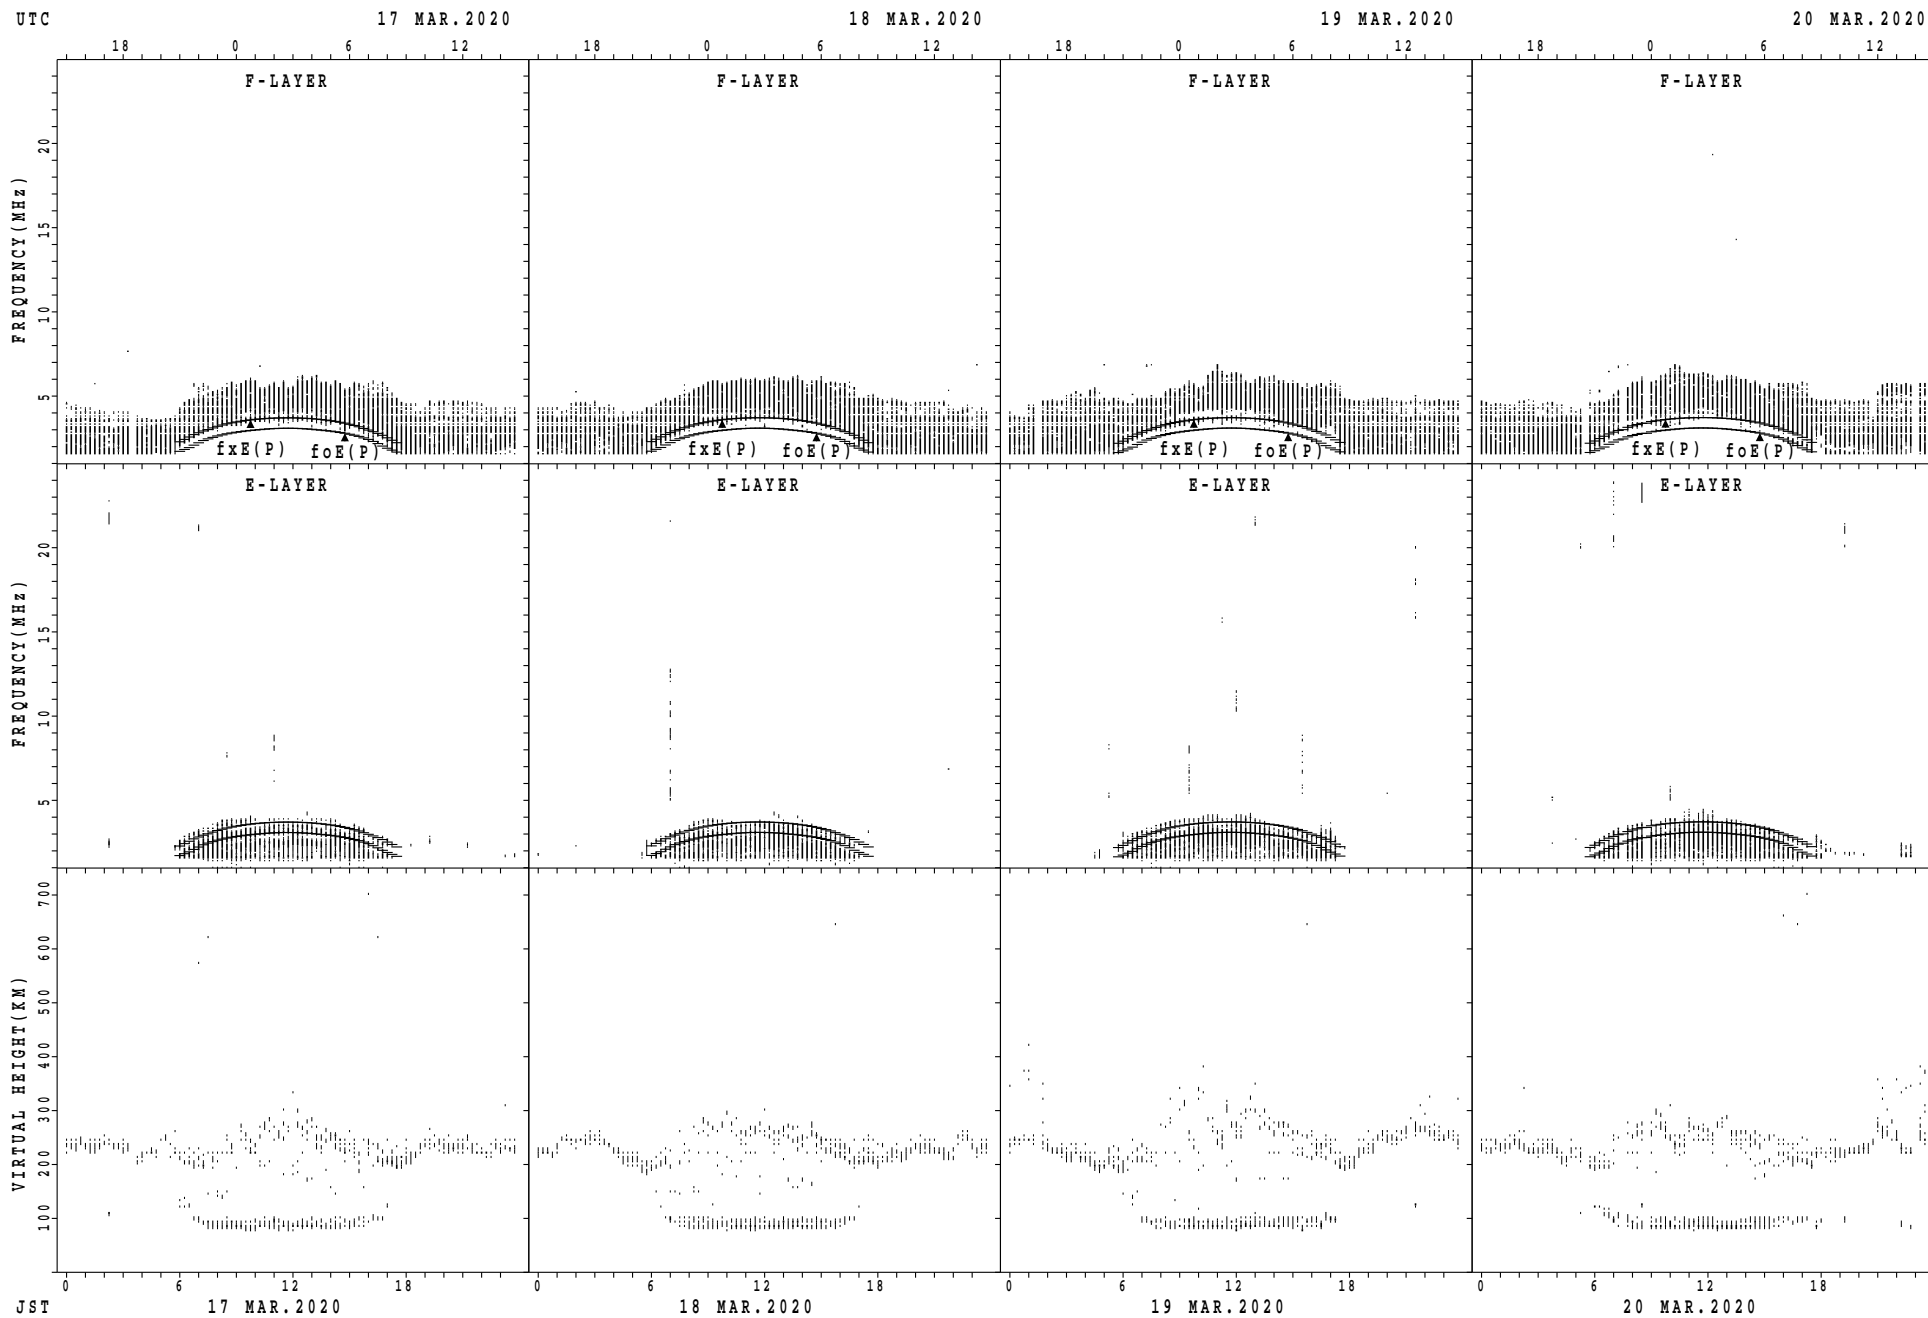 UTC 17 MAR.2020 18 MAR.2020 19 MAR.2020 20 MAR.2020
18 0 6 12 18 0 6 12 18 0 6 12 18 0 6 12
F-LAYER F-LAYER F-LAYER F-LAYER
FREQUENCY(MHz)
20
15
10
5
fxE(P) foE(P) fxE(P) foE(P) fxE(P) foE(P) fxE(P) foE(P)
E-LAYER E-LAYER E-LAYER E-LAYER
FREQUENCY(MHz)
20
15
10
5
VIRTUAL HEIGHT(KM)
700
600
500
400
300
200
100
0 6 12 18 0 6 12 18 0 6 12 18 0 6 12 18
JST 17 MAR.2020 18 MAR.2020 19 MAR.2020 20 MAR.2020